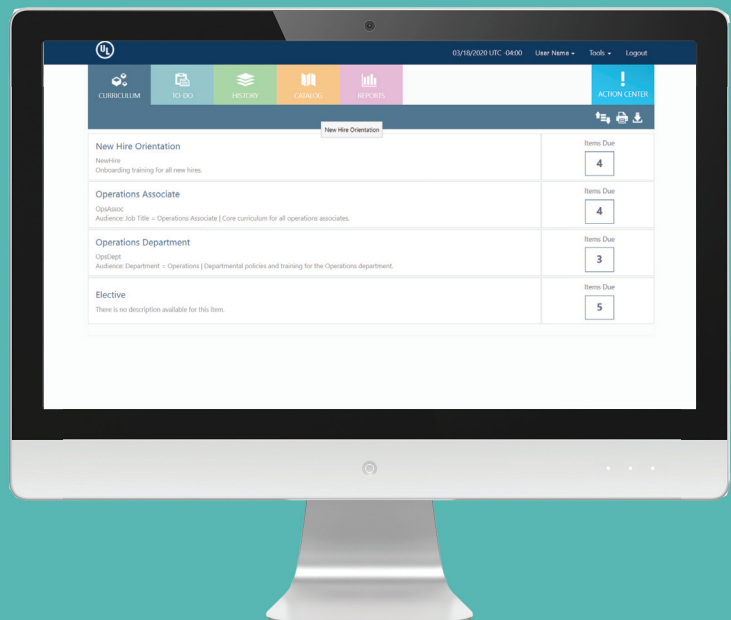 UL
03/18/2020 UTC -04:00 User Name Tools Logout
CURRICULUM TO-DO HISTORY CATALOG REPORTS ACTION CENTER
New Hire Orientation
New Hire Orientation
NewHire
Onboarding training for all new hires.
Items Due
4
Operations Associate
OpsAssoc
Audience: Job Title = Operations Associate | Core curriculum for all operations associates.
Items Due
4
Operations Department
OpsDept
Audience: Department = Operations | Departmental policies and training for the Operations department.
Items Due
3
Elective
There is no description available for this item.
Items Due
5